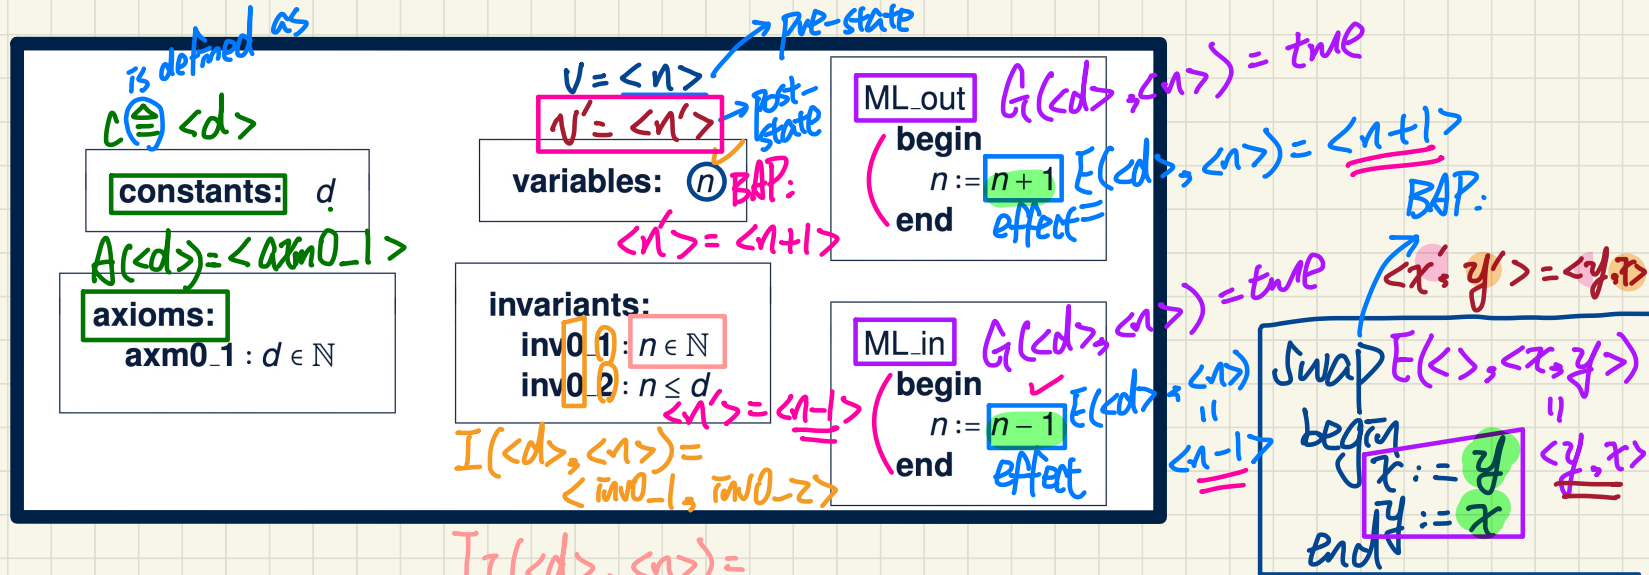 is defined as
c ≙ <d>
constants: d
A(<d>) = <axm0_1>
axioms:
axm0_1 : d ∈ ℕ
pre-state
v = <n>
v' = <n'>
post-state
variables: n
BAP:
<n'> = <n+1>
invariants:
inv0_1 : n ∈ ℕ
inv0_2 : n ≤ d
<n'> = <n-1>
I(<d>, <n>) =
<inv0_1, inv0_2>
ML_out
G(<d>, <n>) = true
begin
n := n + 1
end
E(<d>, <n>) = <n+1>
effect
ML_in
G(<d>, <n>) = true
begin
n := n − 1
end
E(<d>, <n>)
=
<n-1>
effect
BAP:
<x', y'> = <y, x>
swap
E(< >, <x, y>)
=
<y, x>
begin
x := y
y := x
end
(<d>, <n>) =